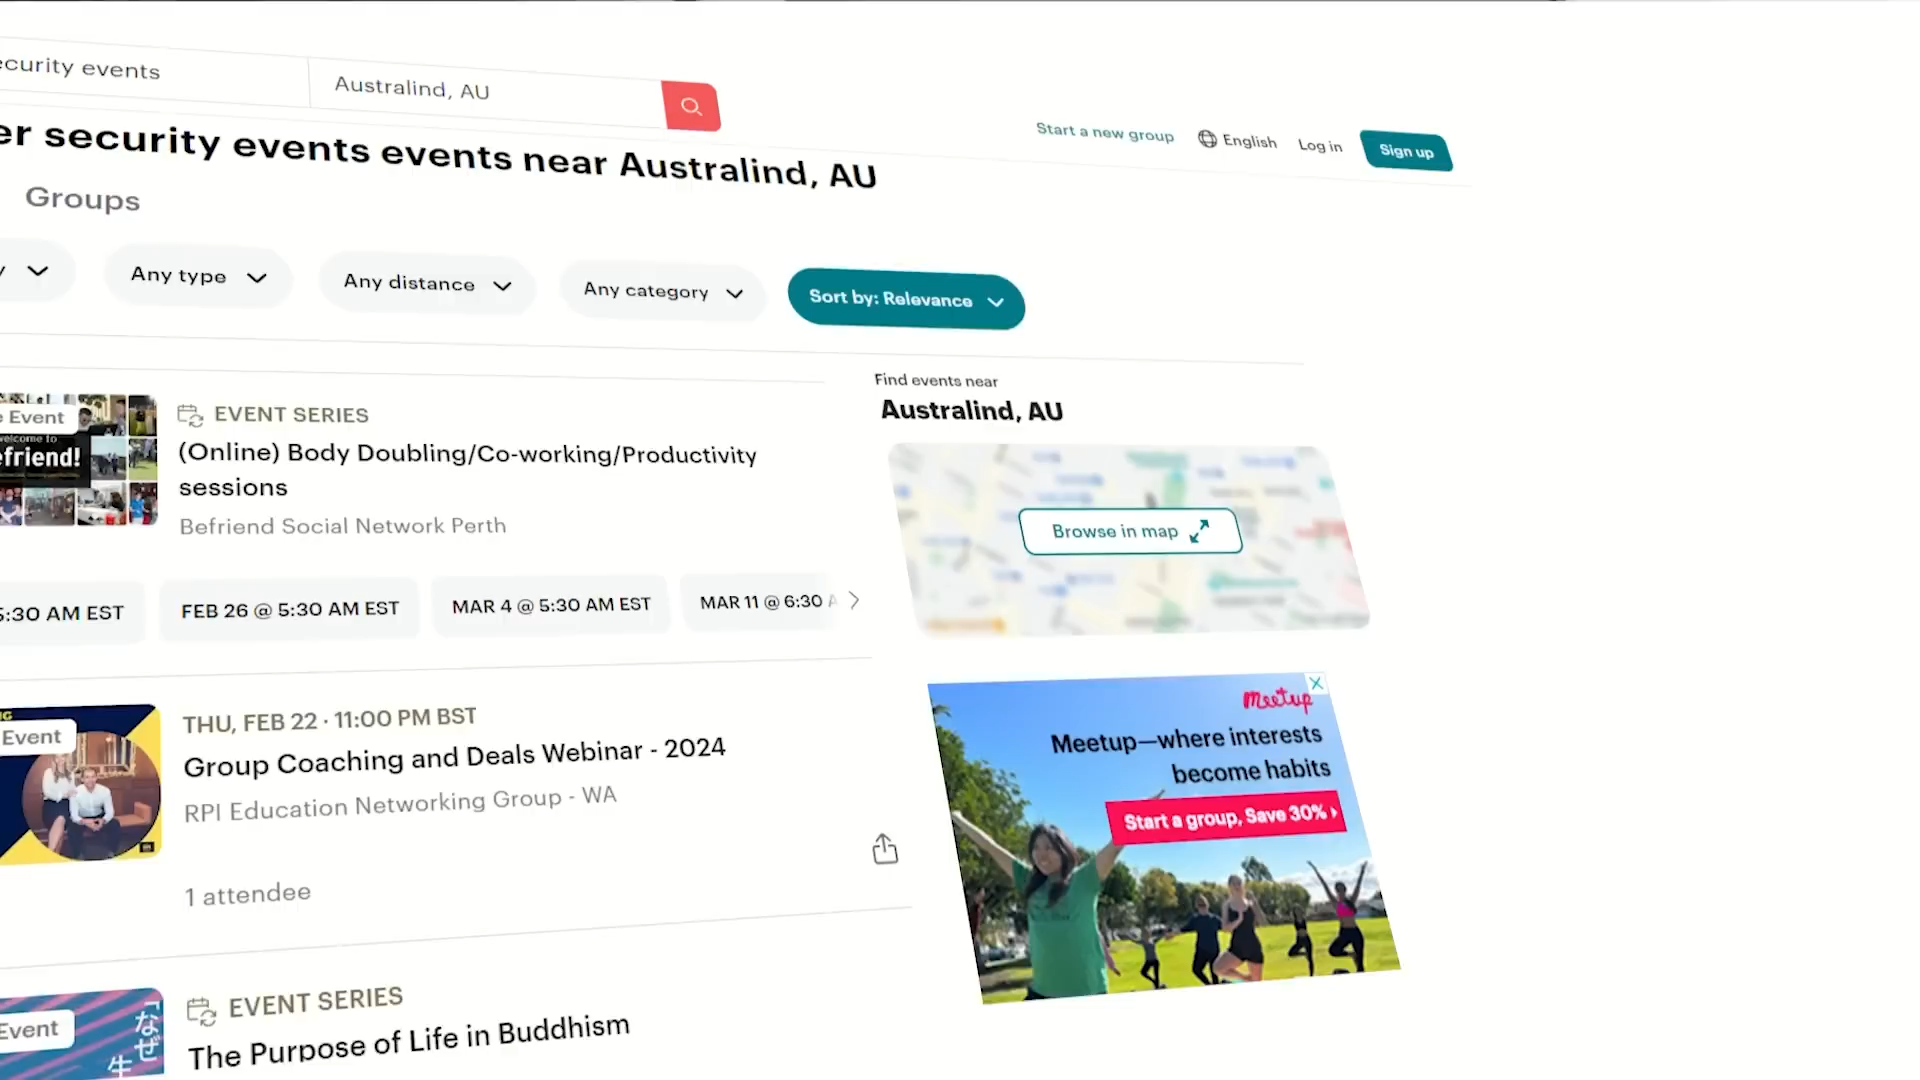 curity events
Australind, AU
er security events events near Australind, AU
Start a new group
English
Log in
Sign up
Groups
Any type
Any distance
Any category
Sort by: Relevance
Event
welcome to
efriend!
EVENT SERIES
(Online) Body Doubling/Co-working/Productivity
sessions
Befriend Social Network Perth
5:30 AM EST
FEB 26 @ 5:30 AM EST
MAR 4 @ 5:30 AM EST
MAR 11 @ 6:30 A
Find events near
Australind, AU
Browse in map
Event
THU, FEB 22 · 11:00 PM BST
Group Coaching and Deals Webinar - 2024
RPI Education Networking Group - WA
1 attendee
Meetup
Meetup—where interests
become habits
Start a group, Save 30%
Event
「なぜ
生
EVENT SERIES
The Purpose of Life in Buddhism